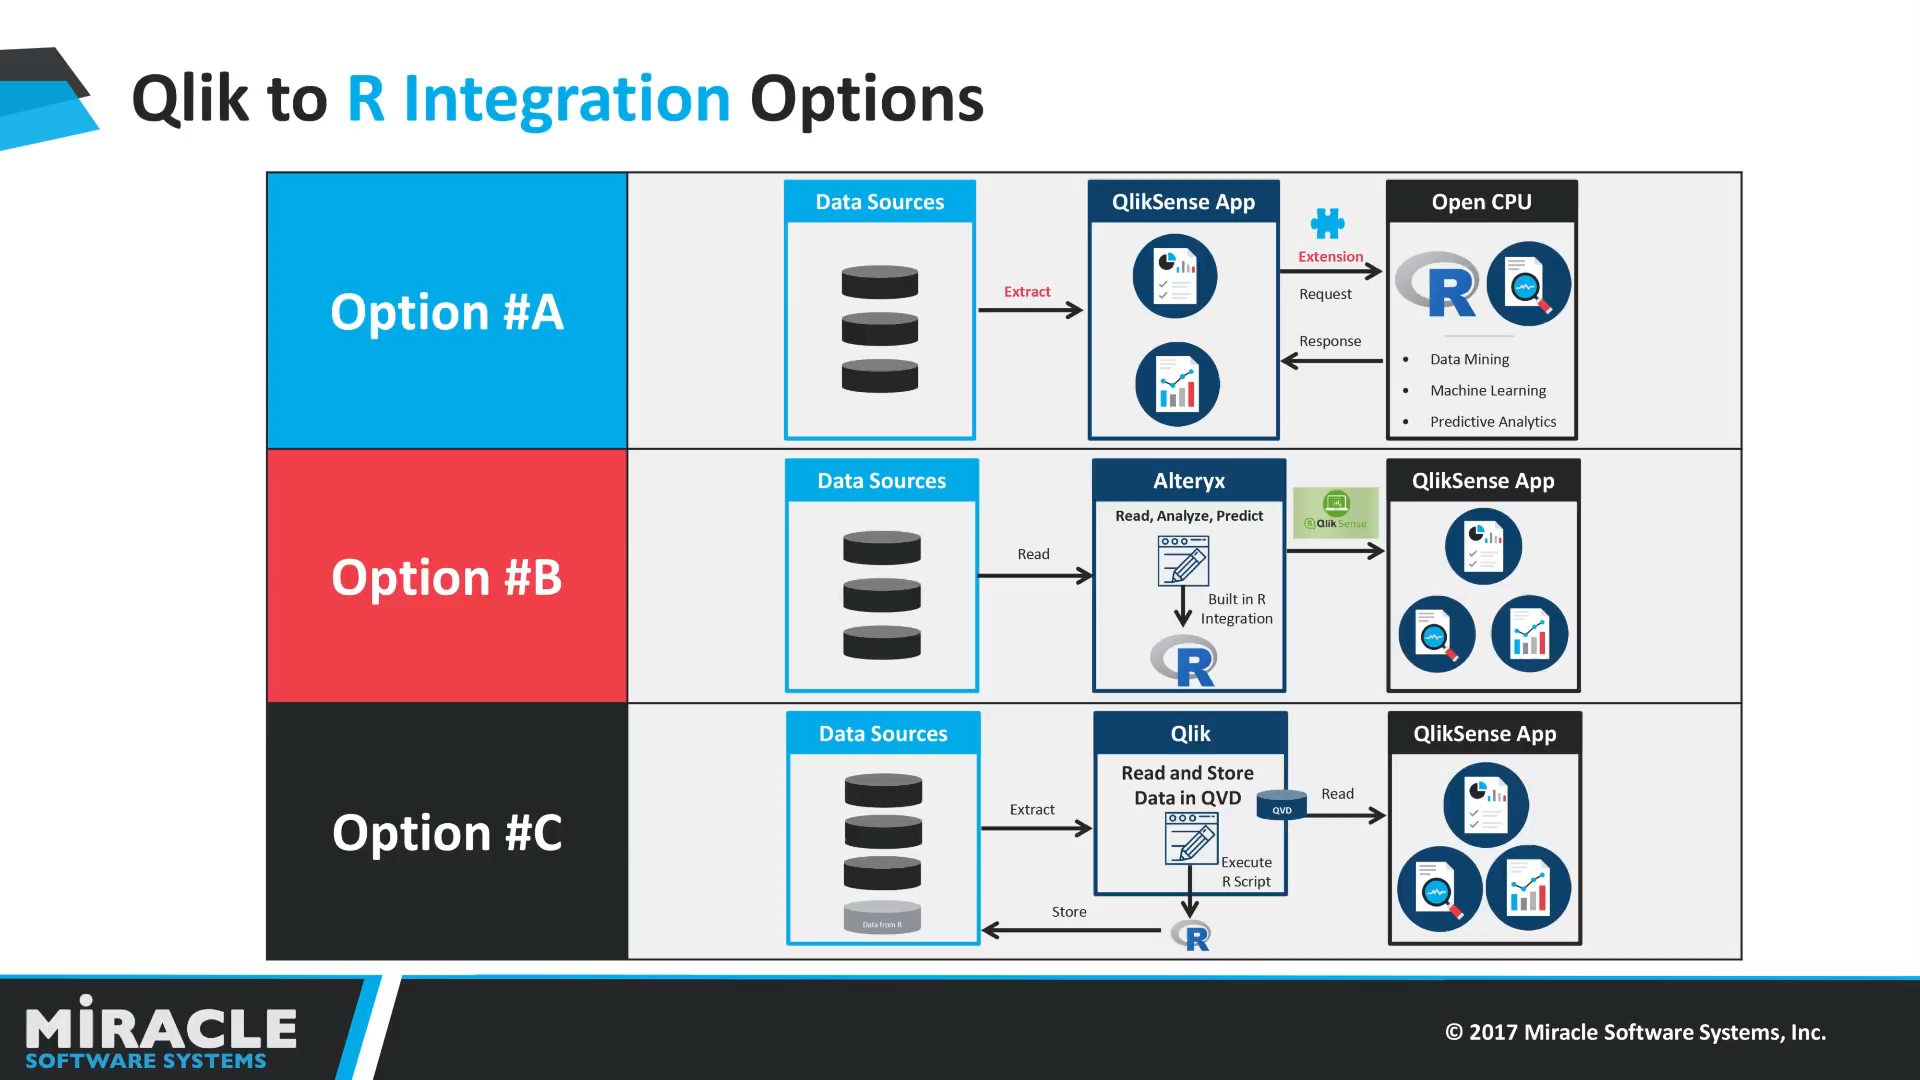 Qlik to R Integration Options
Option #A
Data Sources
Extract
QlikSense App
Extension
Request
Response
Open CPU
R
• Data Mining
• Machine Learning
• Predictive Analytics
Option #B
Data Sources
Read
Alteryx
Read, Analyze, Predict
Built in R
Integration
R
Qlik Sense
QlikSense App
Option #C
Data Sources
Data from R
Extract
Store
Qlik
Read and Store
Data in QVD
Execute
R Script
R
QVD
Read
QlikSense App
MiRACLE
SOFTWARE SYSTEMS
© 2017 Miracle Software Systems, Inc.